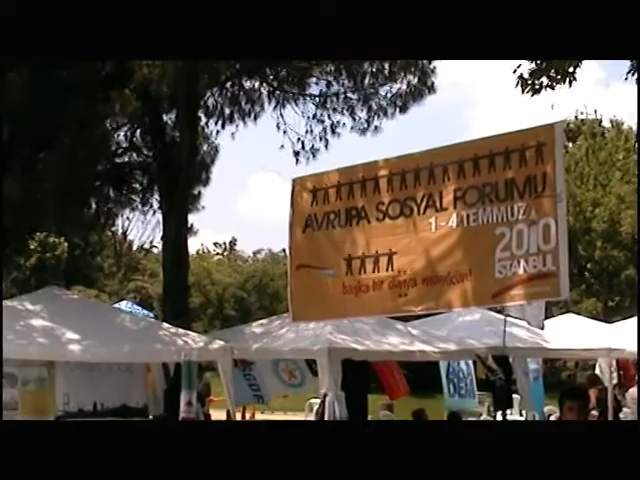 AVRUPA SOSYAL FORUMU
1-4 TEMMUZ
2010
İSTANBUL
başka bir dünya mümkün!